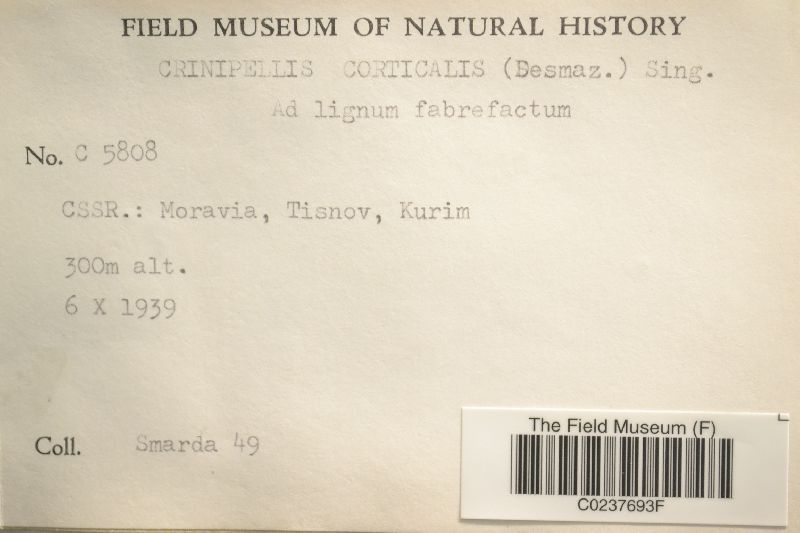 FIELD MUSEUM OF NATURAL HISTORY
CRINIPELLIS CORTICALIS (Desmaz.) Sing.
Ad lignum fabrefactum
No. C 5808
CSSR.: Moravia, Tisnov, Kurim
300m alt.
6 X 1939
Coll. Smarda 49
The Field Museum (F)
C0237693F